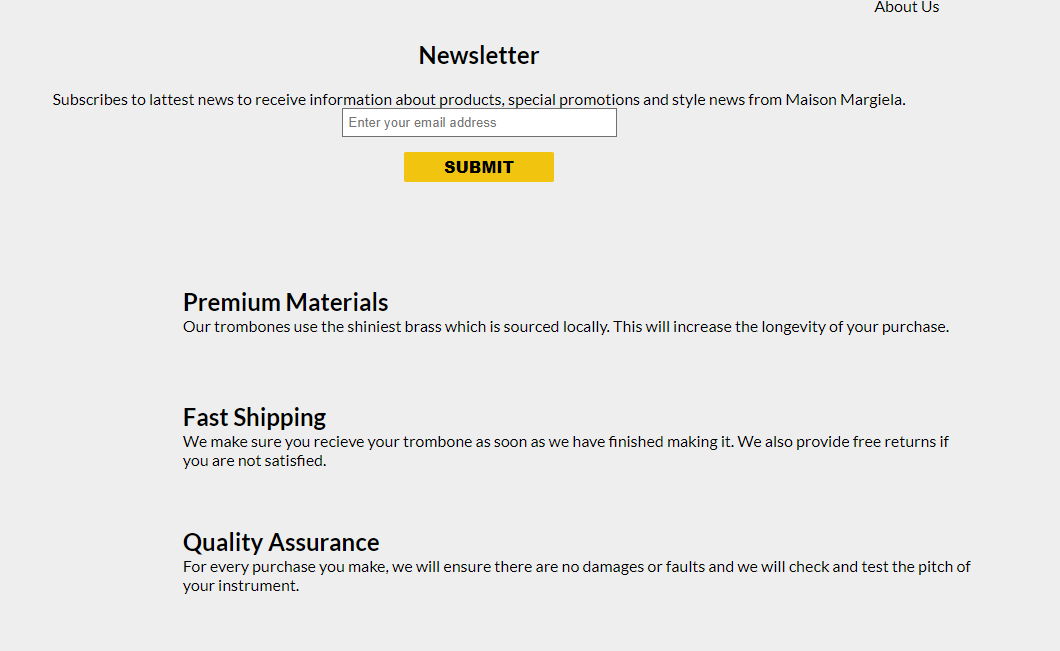 About Us
Newsletter
Subscribes to lattest news to receive information about products, special promotions and style news from Maison Margiela.
Enter your email address
SUBMIT
Premium Materials
Our trombones use the shiniest brass which is sourced locally. This will increase the longevity of your purchase.
Fast Shipping
We make sure you recieve your trombone as soon as we have finished making it. We also provide free returns if
you are not satisfied.
Quality Assurance
For every purchase you make, we will ensure there are no damages or faults and we will check and test the pitch of
your instrument.